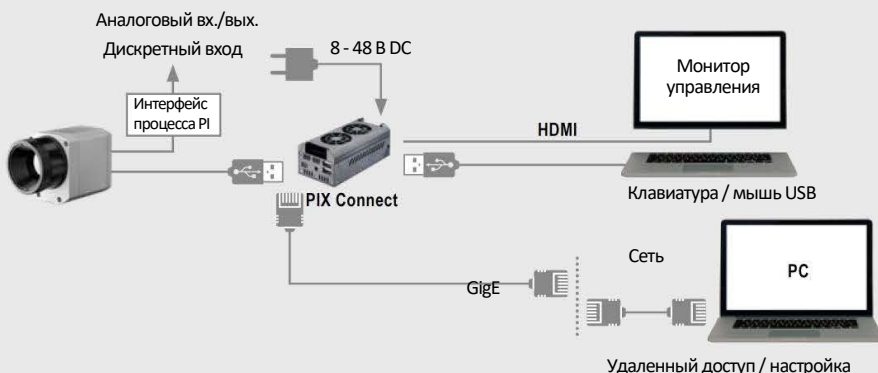 Аналоговый вх./вых.
Дискретный вход
8 - 48 В DC
Интерфейс
процесса PI
Монитор
управления
HDMI
PIX Connect
Клавиатура / мышь USB
Сеть
PC
GigE
Удаленный доступ / настройка